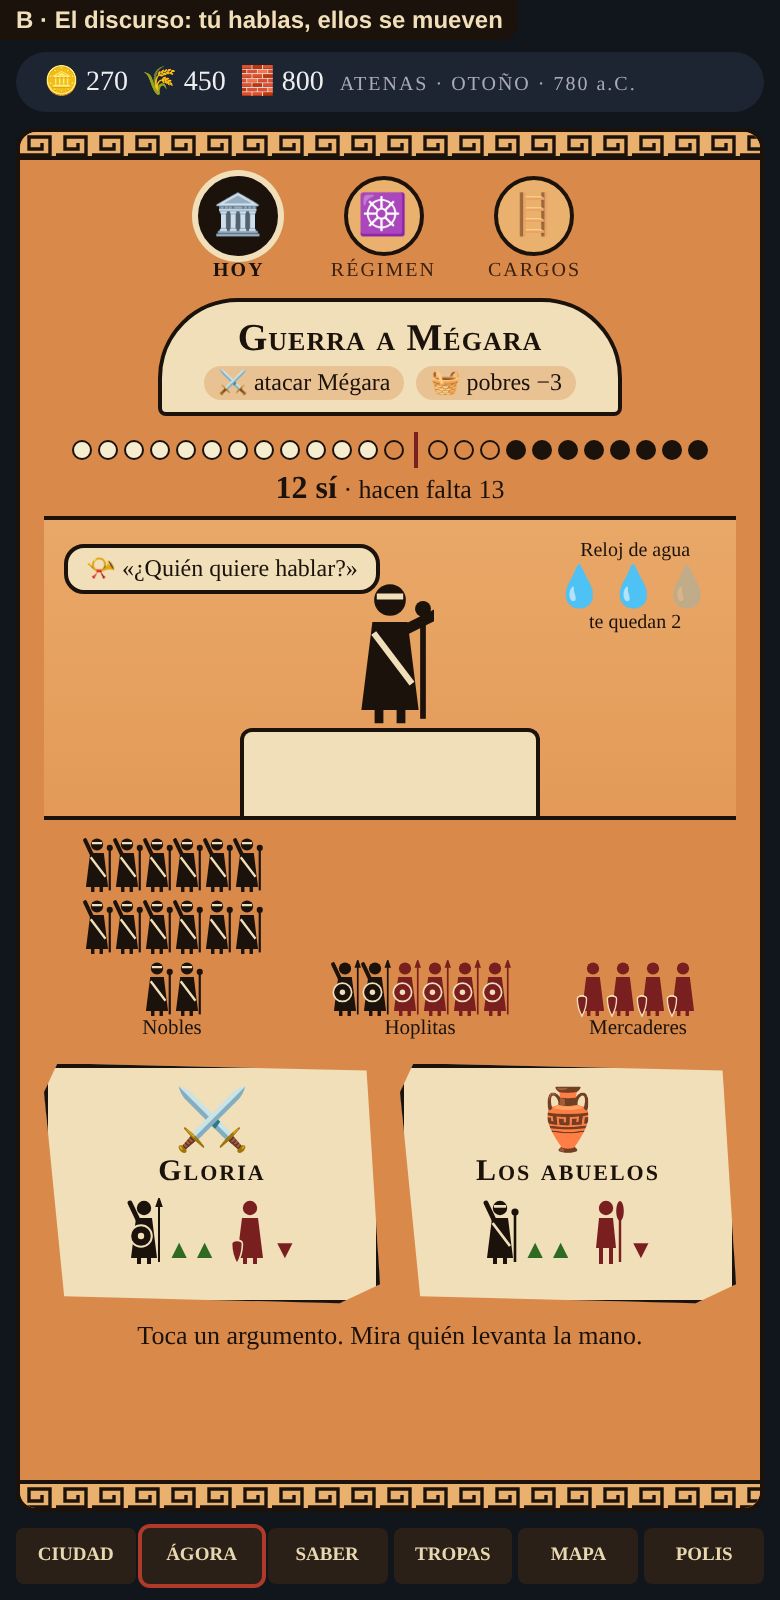 B · El discurso: tú hablas, ellos se mueven
270 450 800 ATENAS · OTOÑO · 780 a.C.
HOY RÉGIMEN CARGOS
Guerra a Mégara
atacar Mégara pobres −3
12 sí · hacen falta 13
«¿Quién quiere hablar?»
Reloj de agua
te quedan 2
Nobles Hoplitas Mercaderes
Gloria Los abuelos
Toca un argumento. Mira quién levanta la mano.
CIUDAD ÁGORA SABER TROPAS MAPA POLIS